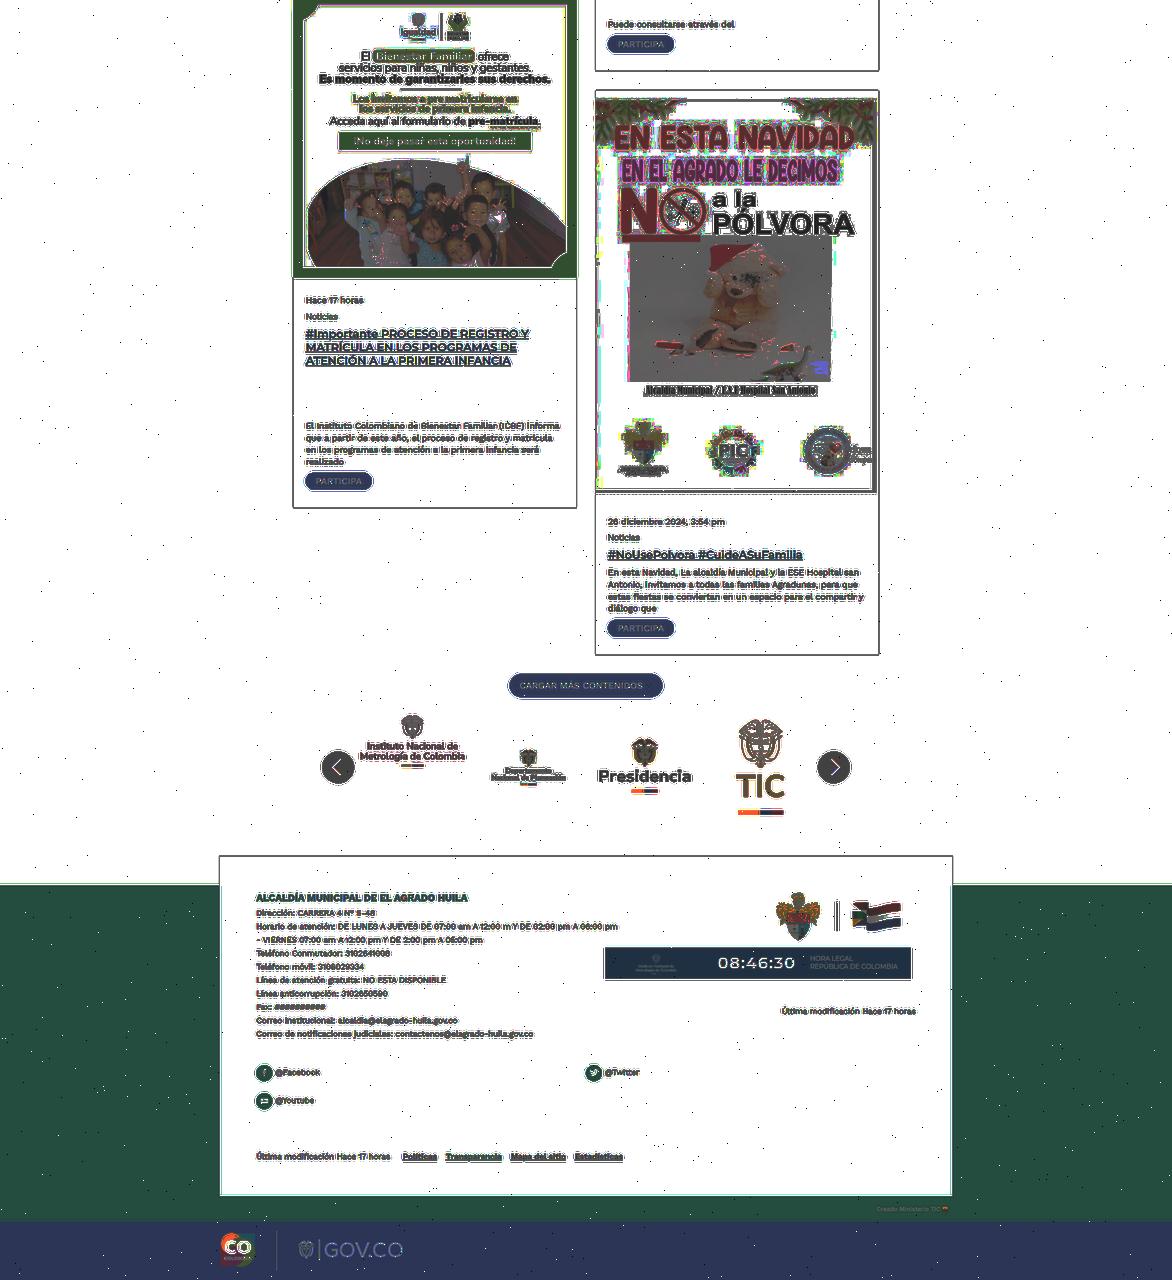 Igualdad
El Bienestar Familiar ofrece
servicios para niñas, niños y gestantes.
Es momento de garantizarles sus derechos.
Los invitamos a pre matricularse en
los servicios de primera infancia.
Acceda aquí al formulario de pre-matrícula.
¡No deje pasar esta oportunidad!
Hace 17 horas
Noticias
#Importante PROCESO DE REGISTRO Y
MATRÍCULA EN LOS PROGRAMAS DE
ATENCIÓN A LA PRIMERA INFANCIA
El Instituto Colombiano de Bienestar Familiar (ICBF) informa
que a partir de este año, el proceso de registro y matrícula
en los programas de atención a la primera infancia será
realizado
PARTICIPA
Puede consultarse através del
PARTICIPA
EN ESTA NAVIDAD
EN EL AGRADO LE DECIMOS
NO a la
PÓLVORA
Alcaldía Municipal / E.S.E Hospital San Antonio
PIC
26 diciembre 2024, 3:54 pm
Noticias
#NoUsePolvora #CuideASuFamilia
En esta Navidad, La alcaldía Municipal y la ESE Hospital san
Antonio, invitamos a todas las familias Agradunas, para que
estas fiestas se conviertan en un espacio para el compartir y
diálogo que
PARTICIPA
CARGAR MÁS CONTENIDOS
Instituto Nacional de
Metrología de Colombia
Departamento
Nacional de Planeación
Presidencia
TIC
ALCALDÍA MUNICIPAL DE EL AGRADO HUILA
Dirección: CARRERA 4 Nº 8-48
Horario de atención: DE LUNES A JUEVES DE 07:00 am A 12:00 m Y DE 02:00 pm A 06:00 pm
- VIERNES 07:00 am A 12:00 pm Y DE 2:00 pm A 05:00 pm
Teléfono Conmutador: 3102641008
Teléfono móvil: 3108029334
Línea de atención gratuita: NO ESTA DISPONIBLE
Línea anticorrupción: 3102650590
Fax: ##########
Correo institucional: alcaldia@elagrado-huila.gov.co
Correo de notificaciones judiciales: contactenos@elagrado-huila.gov.co
08:46:30
HORA LEGAL
REPÚBLICA DE COLOMBIA
Última modificación Hace 17 horas
@Facebook
@Twitter
@Youtube
Última modificación Hace 17 horas Políticas Transparencia Mapa del sitio Estadísticas
Creado Ministerio TIC
CO
GOV.CO